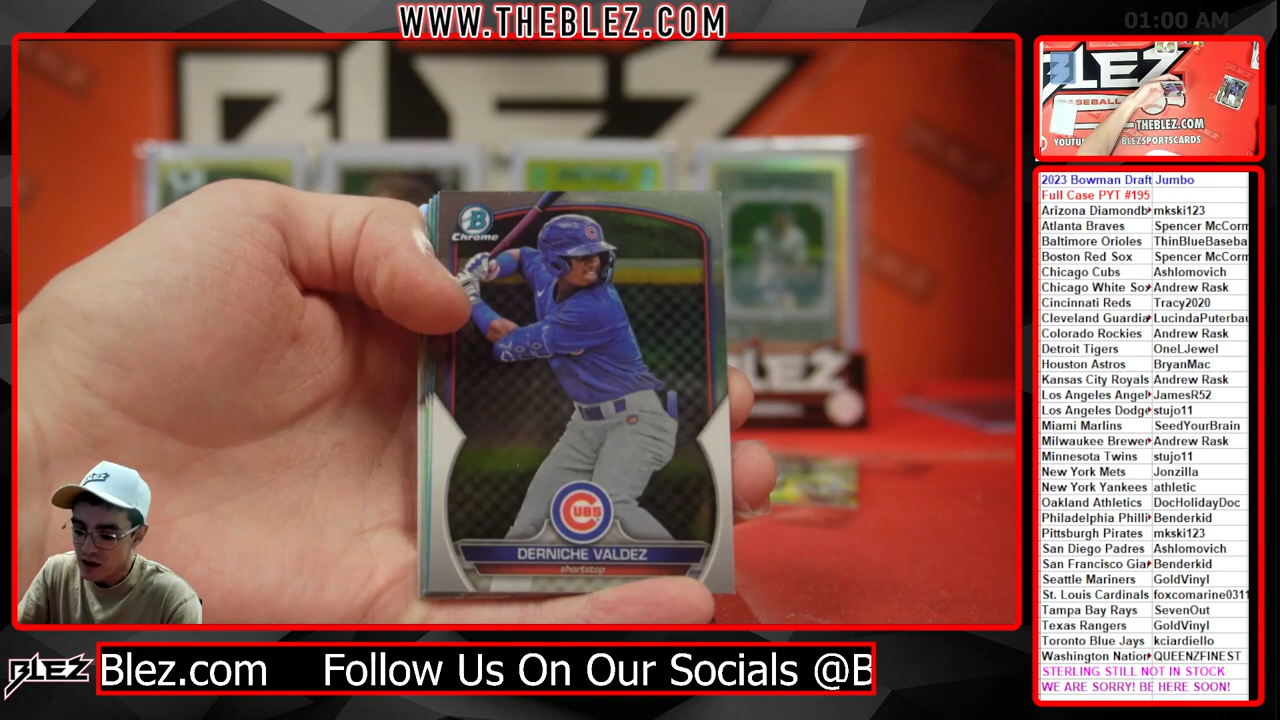 WWW.THEBLEZ.COM
01:00 AM
BLEZ
BLEZ
BASEBALL
THEBLEZ.COM
BLEZSPORTSCARDS
B
Chrome
CUBS
DERNICHE VALDEZ
shortstop
2023 Bowman Draft Jumbo
Full Case PYT #195
Arizona Diamondb mkski123
Atlanta Braves Spencer McCorm
Baltimore Orioles ThinBlueBaseba
Boston Red Sox Spencer McCorm
Chicago Cubs Ashlomovich
Chicago White Sox Andrew Rask
Cincinnati Reds Tracy2020
Cleveland Guardia LucindaPuterbau
Colorado Rockies Andrew Rask
Detroit Tigers OneLJewel
Houston Astros BryanMac
Kansas City Royals Andrew Rask
Los Angeles Angel JamesR52
Los Angeles Dodg stujo11
Miami Marlins SeedYourBrain
Milwaukee Brewer Andrew Rask
Minnesota Twins stujo11
New York Mets Jonzilla
New York Yankees athletic
Oakland Athletics DocHolidayDoc
Philadelphia Philli Benderkid
Pittsburgh Pirates mkski123
San Diego Padres Ashlomovich
San Francisco Gia Benderkid
Seattle Mariners GoldVinyl
St. Louis Cardinals foxcomarine0311
Tampa Bay Rays SevenOut
Texas Rangers GoldVinyl
Toronto Blue Jays kciardiello
Washington Nation QUEENZFINEST
STERLING STILL NOT IN STOCK
WE ARE SORRY! BE HERE SOON!
BLEZ Blez.com Follow Us On Our Socials @B